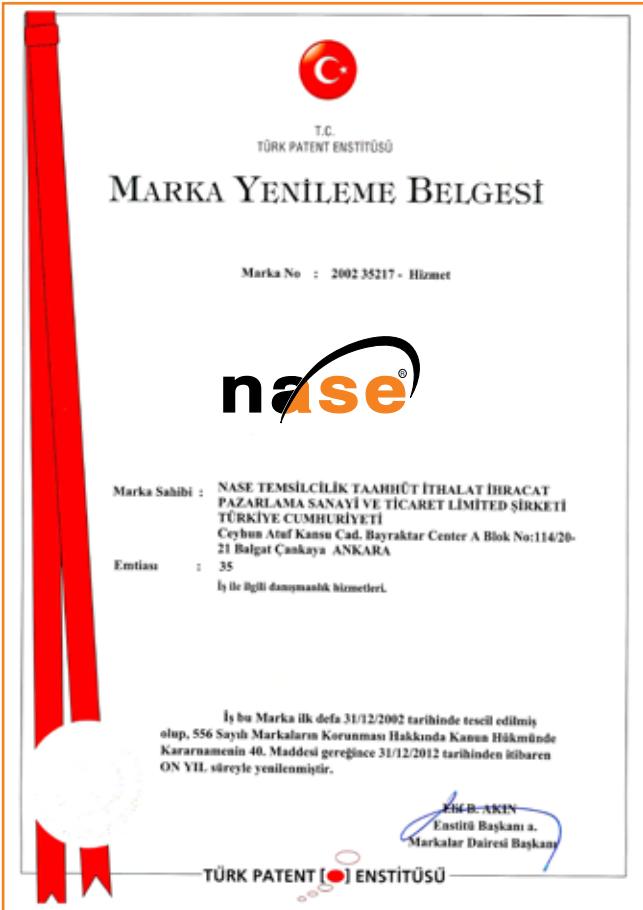 T.C.
TÜRK PATENT ENSTİTÜSÜ
MARKA YENİLEME BELGESİ
Marka No : 2002 35217 - Hizmet
nase®
Marka Sahibi : NASE TEMSİLCİLİK TAAHHÜT İTHALAT İHRACAT
PAZARLAMA SANAYİ VE TİCARET LİMİTED ŞİRKETİ
TÜRKİYE CUMHURİYETİ
Ceyhun Atuf Kansu Cad. Bayraktar Center A Blok No:114/20-
21 Balgat Çankaya ANKARA
Emtiası : 35
İş ile ilgili danışmanlık hizmetleri.
İş bu Marka ilk defa 31/12/2002 tarihinde tescil edilmiş
olup, 556 Sayılı Markaların Korunması Hakkında Kanun Hükmünde
Kararnamenin 40. Maddesi gereğince 31/12/2012 tarihinden itibaren
ON YIL süreyle yenilenmiştir.
Elif B. AKIN
Enstitü Başkanı a.
Markalar Dairesi Başkanı
TÜRK PATENT [●] ENSTİTÜSÜ